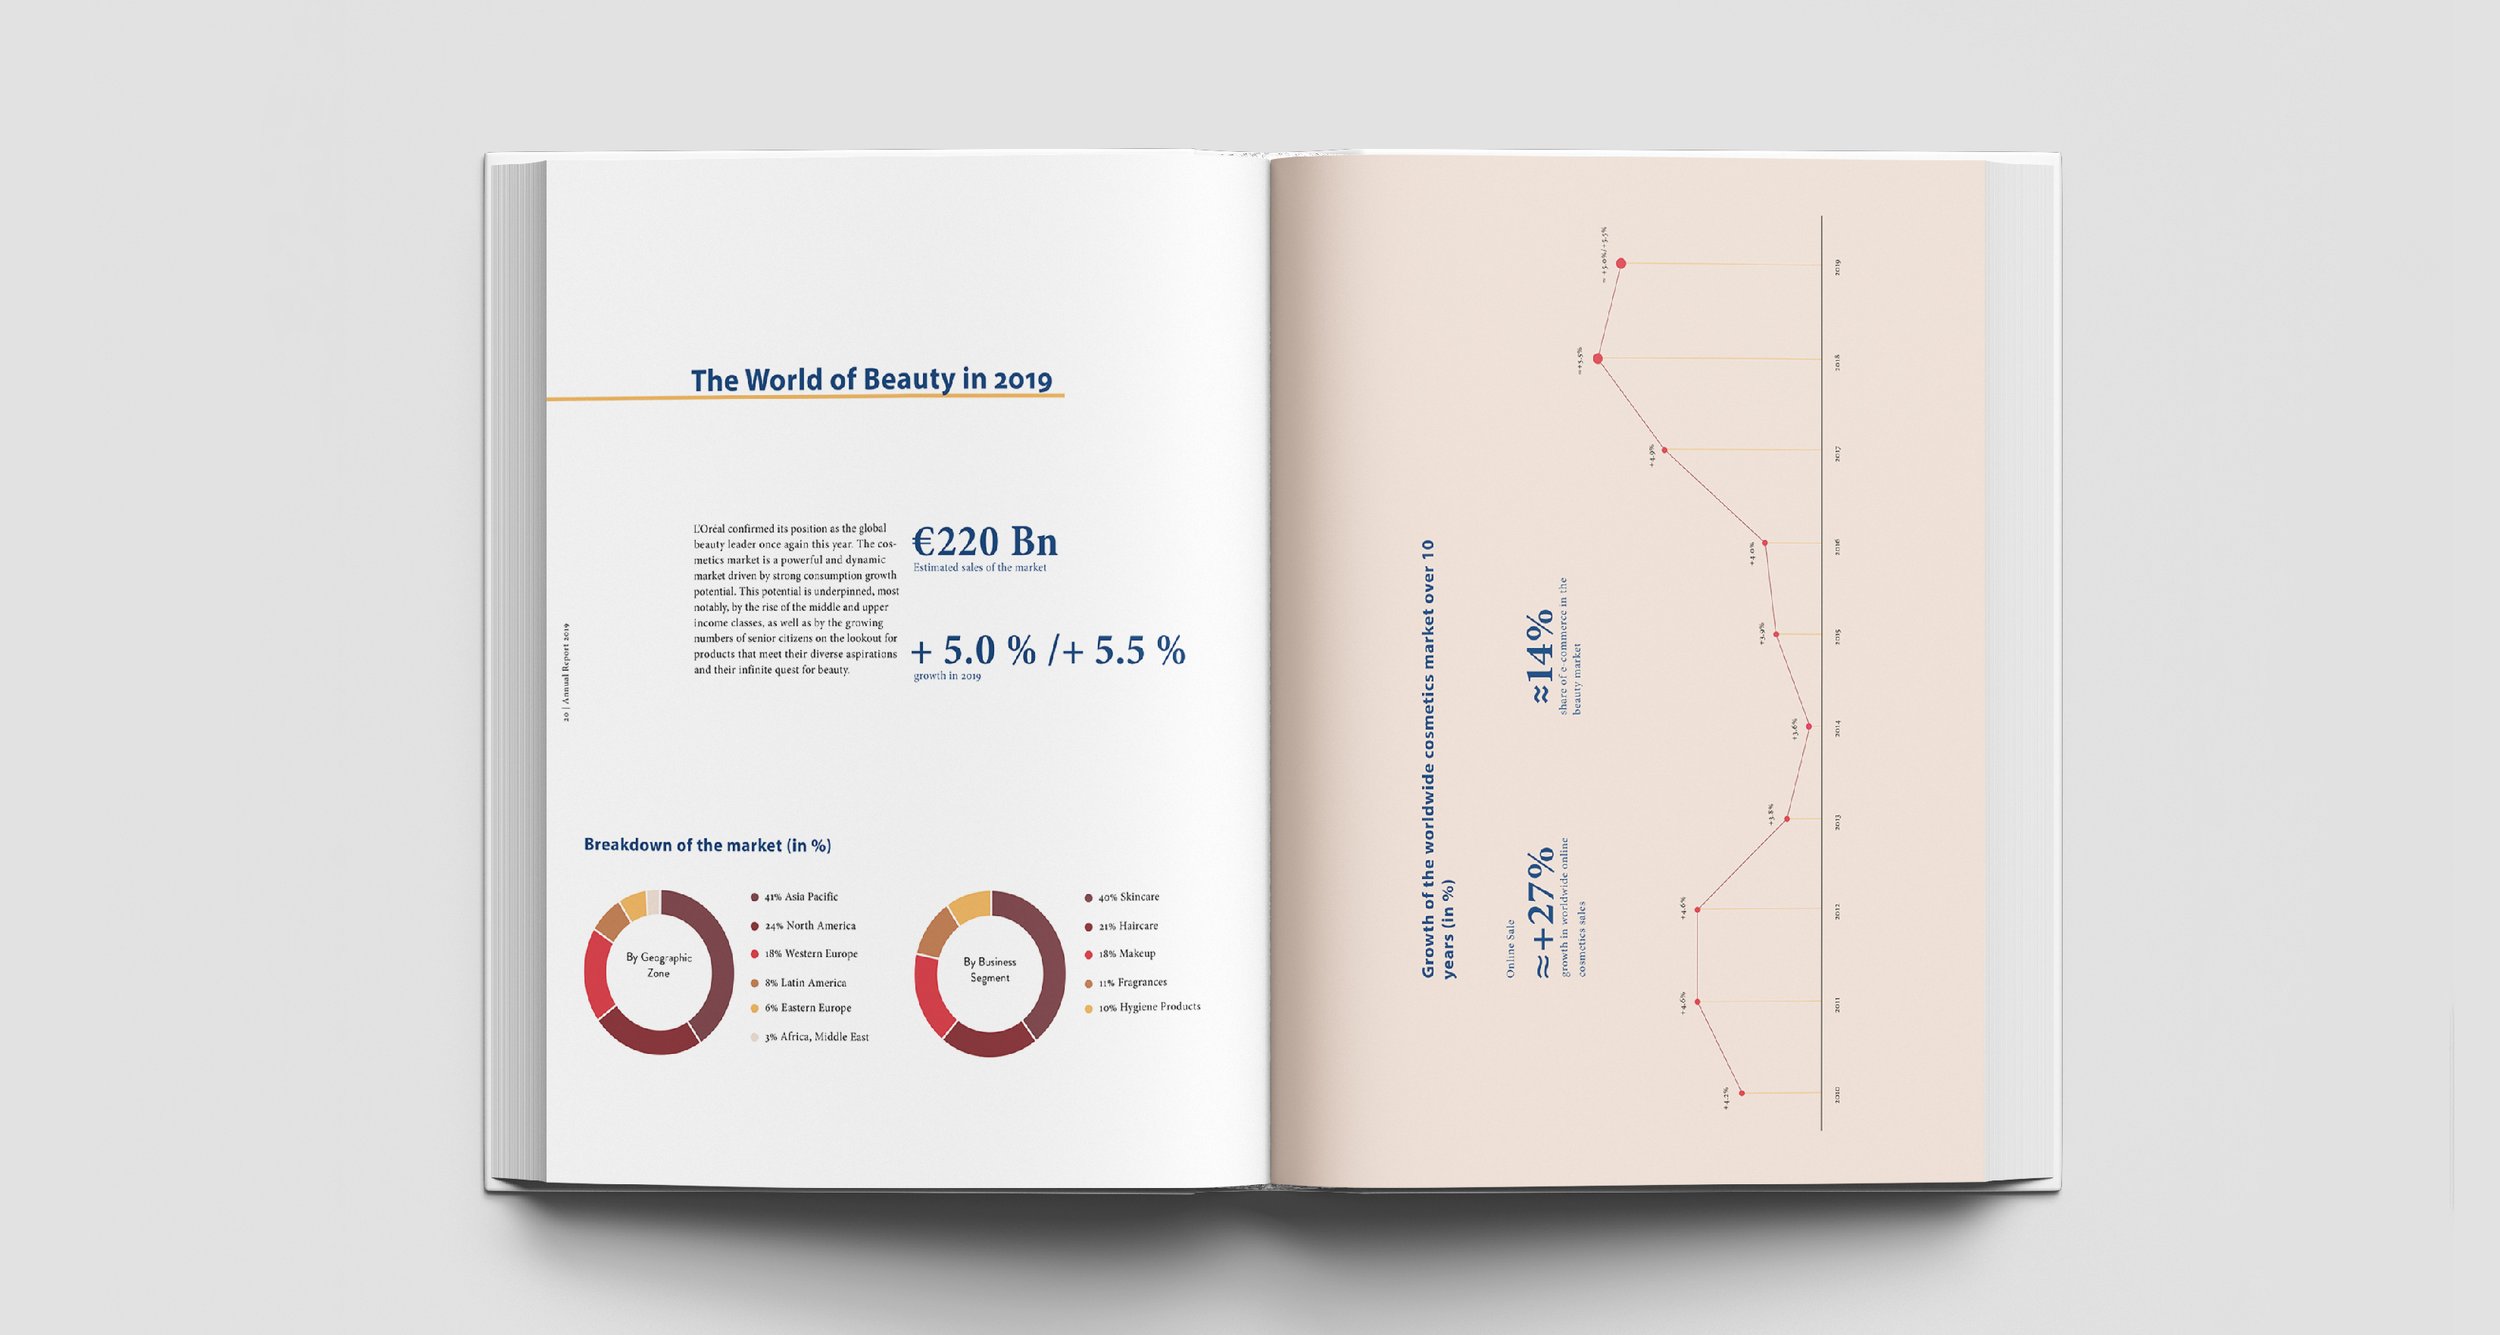 The World of Beauty in 2019
L'Oréal confirmed its position as the global
beauty leader once again this year. The cos-
metics market is a powerful and dynamic
market driven by strong consumption growth
potential. This potential is underpinned, most
notably, by the rise of the middle and upper
income classes, as well as by the growing
numbers of senior citizens on the lookout for
products that meet their diverse aspirations
and their infinite quest for beauty.
€220 Bn
Estimated sales of the market
+ 5.0 % /+ 5.5 %
growth in 2019
20 | Annual Report 2019
Breakdown of the market (in %)
By Geographic
Zone
41% Asia Pacific
24% North America
18% Western Europe
8% Latin America
6% Eastern Europe
3% Africa, Middle East
By Business
Segment
40% Skincare
21% Haircare
18% Makeup
11% Fragrances
10% Hygiene Products
Growth of the worldwide cosmetics market over 10
years (in %)
Online Sale
≈+27%
growth in worldwide online
cosmetics sales
≈14%
share of e-commerce in the
beauty market
+4.2%
+4.6%
+4.6%
+3.8%
+3.6%
+3.9%
+4.0%
+4.9%
~+5.5%
~ +5.0%/+5.5%
2010
2011
2012
2013
2014
2015
2016
2017
2018
2019